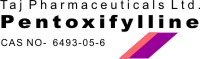 Taj Pharmaceuticals Ltd.
Pentoxifylline
CAS NO- 6493-05-6